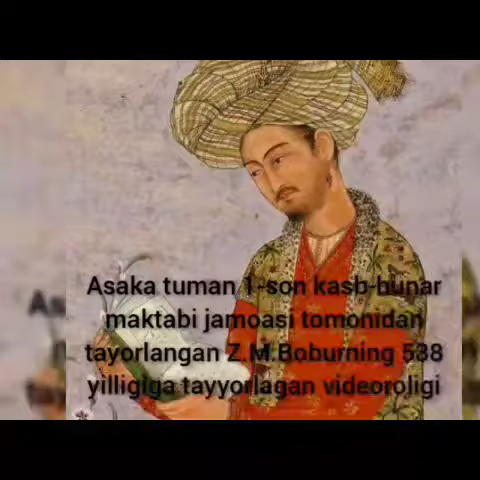 Asaka tuman 1-son kasb-hunar
maktabi jamoasi tomonidan
tayorlangan Z.M.Boburning 538
yilligiga tayyorlagan videoroligi